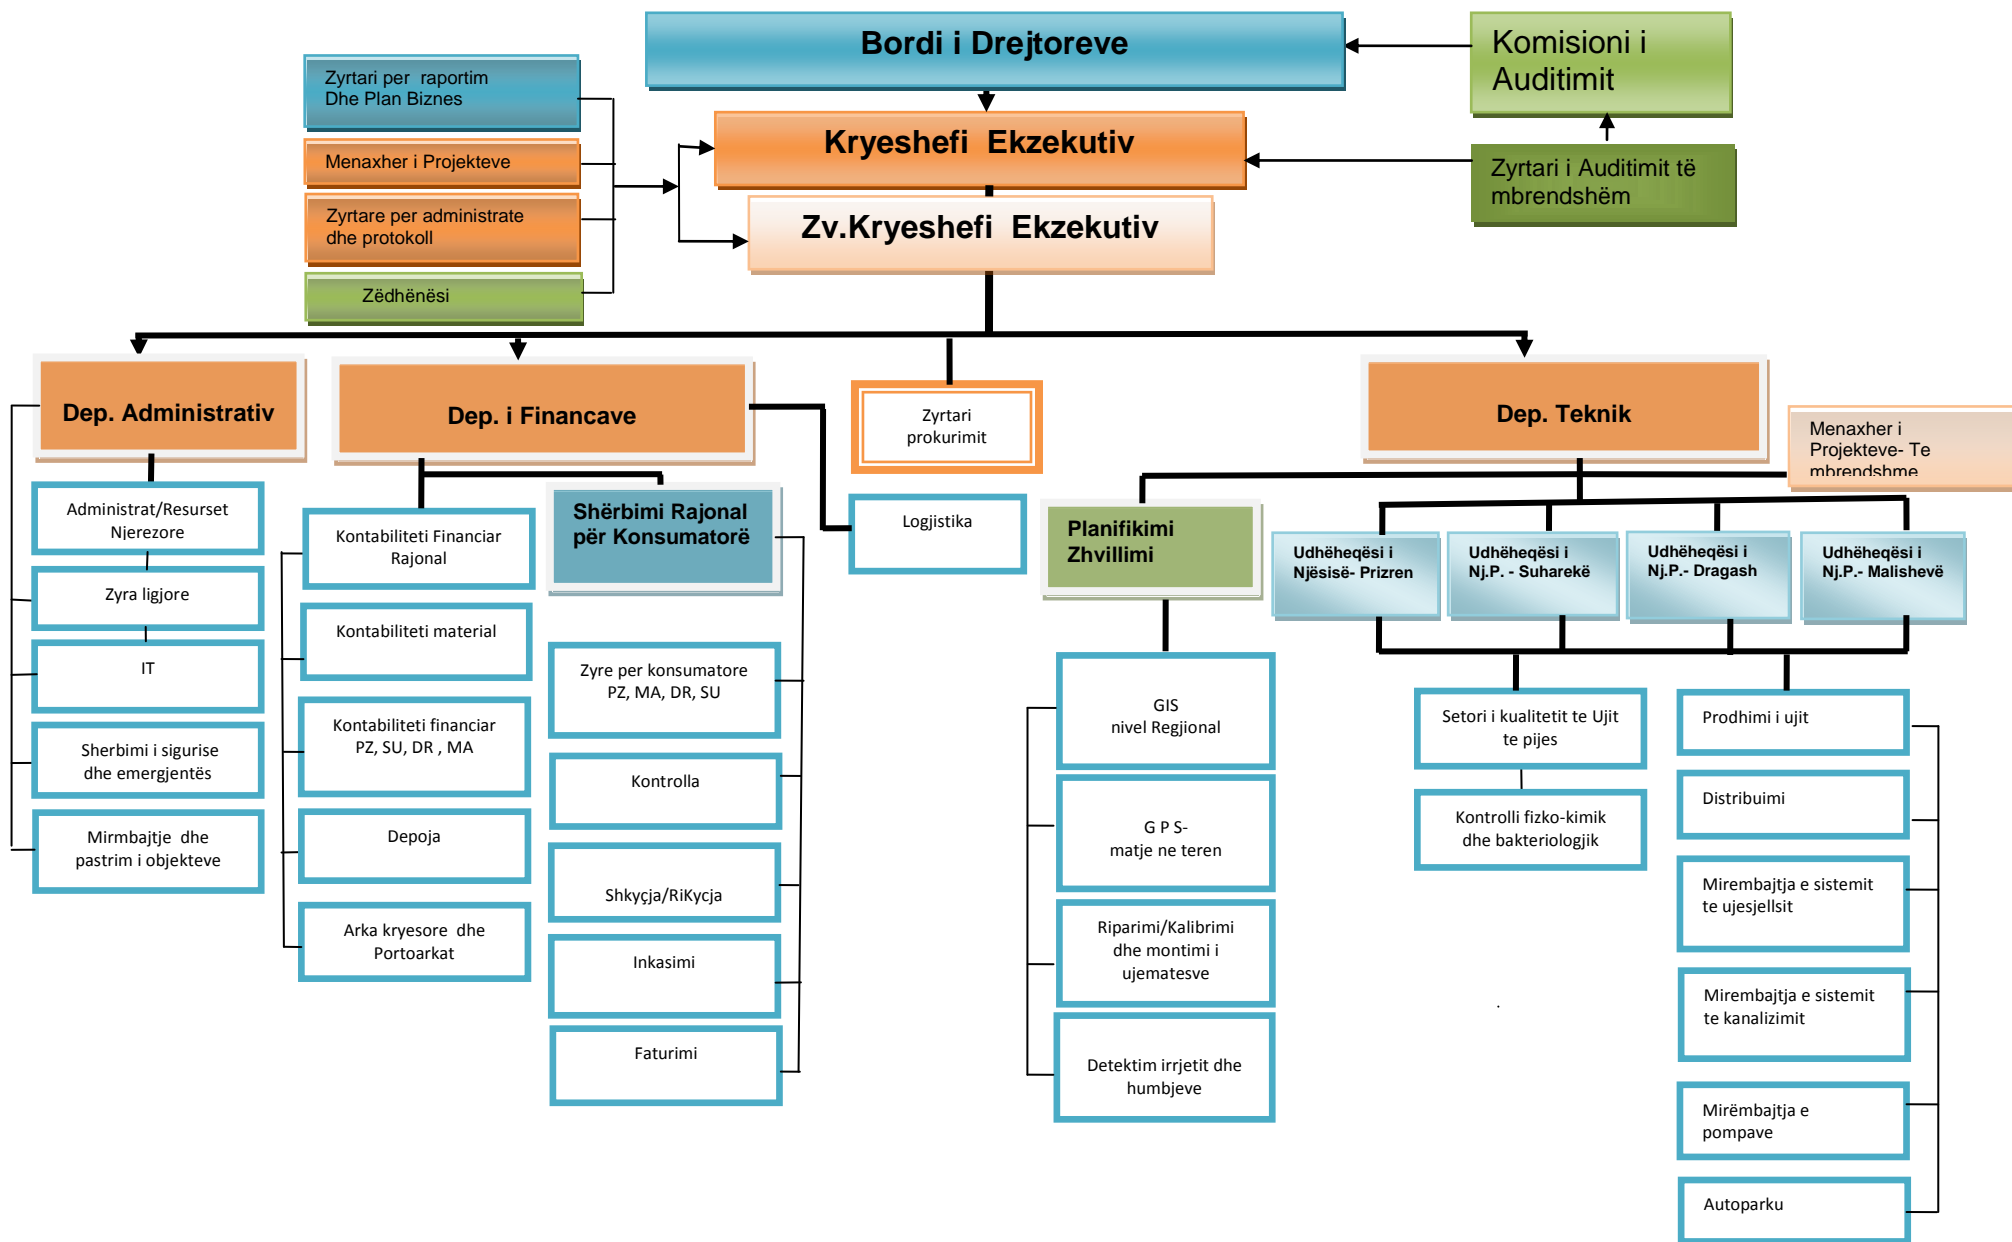 Bordi i Drejtoreve
Komisioni i
Auditimit
Zyrtari per raportim
Dhe Plan Biznes
Kryeshefi Ekzekutiv
Menaxher i Projekteve
Zyrtari i Auditimit të
mbrendshëm
Zyrtare per administrate
dhe protokoll
Zv.Kryeshefi Ekzekutiv
Zëdhënësi
Dep. Administrativ
Dep. i Financave
Zyrtari
prokurimit
Dep. Teknik
Menaxher i
Projekteve- Te
mbrendshme
Administrat/Resurset
Njerezore
Zyra ligjore
IT
Sherbimi i sigurise
dhe emergjentës
Mirmbajtje dhe
pastrim i objekteve
Kontabiliteti Financiar
Rajonal
Kontabiliteti material
Kontabiliteti financiar
PZ, SU, DR , MA
Depoja
Arka kryesore dhe
Portoarkat
Shërbimi Rajonal
për Konsumatorë
Zyre per konsumatore
PZ, MA, DR, SU
Kontrolla
Shkyçja/RiKycja
Inkasimi
Faturimi
Logjistika
Planifikimi
Zhvillimi
GIS
nivel Regjional
G P S-
matje ne teren
Riparimi/Kalibrimi
dhe montimi i
ujematesve
Detektim irrjetit dhe
humbjeve
Udhëheqësi i
Njësisë- Prizren
Udhëheqësi i
Nj.P. - Suharekë
Udhëheqësi i
Nj.P.- Dragash
Udhëheqësi i
Nj.P.- Malishevë
Setori i kualitetit te Ujit
te pijes
Kontrolli fizko-kimik
dhe bakteriologjik
.
Prodhimi i ujit
Distribuimi
Mirembajtja e sistemit
te ujesjellsit
Mirembajtja e sistemit
te kanalizimit
Mirëmbajtja e
pompave
Autoparku